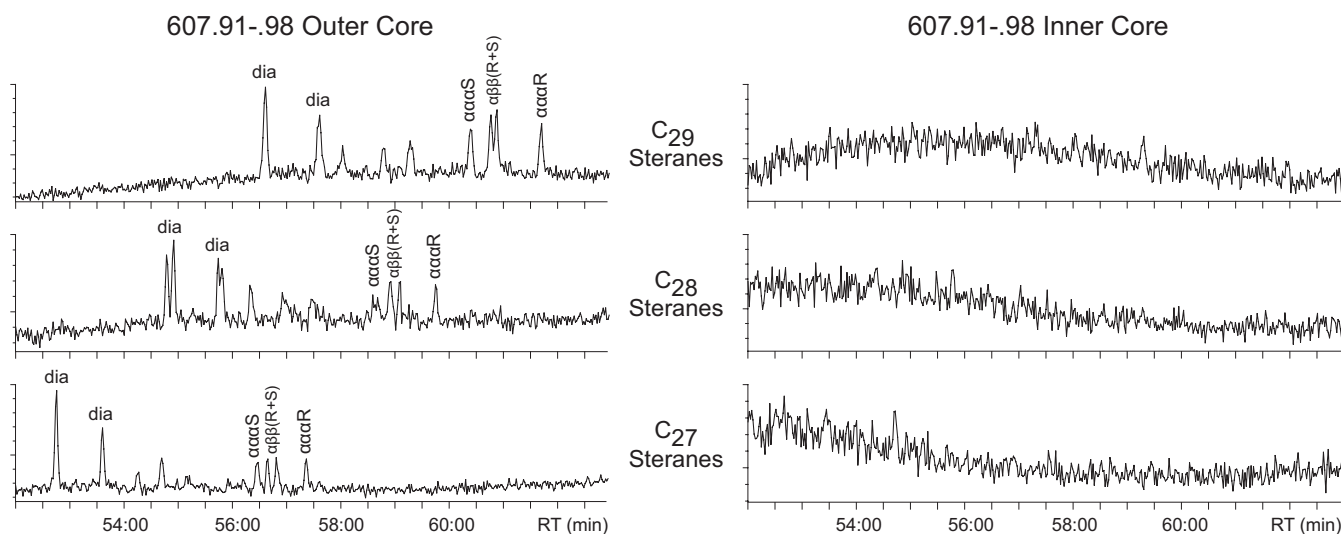 607.91-.98 Outer Core
607.91-.98 Inner Core
dia
dia
αααS
αββ(R+S)
αααR
C29
Steranes
dia
dia
αααS
αββ(R+S)
αααR
C28
Steranes
dia
dia
αααS
αββ(R+S)
αααR
C27
Steranes
54:00 56:00 58:00 60:00
54:00 56:00 58:00 60:00 RT (min)
RT (min)